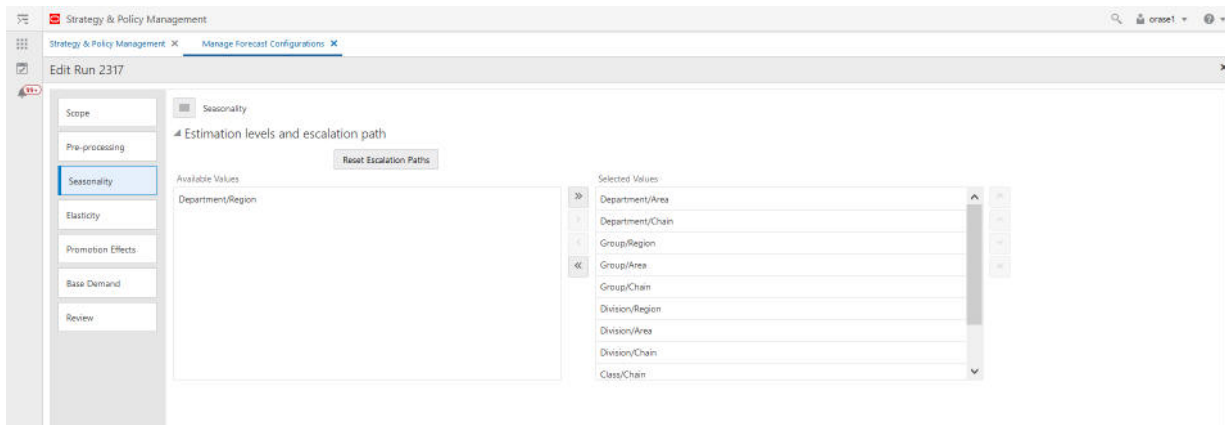 Strategy & Policy Management
orase1
Strategy & Policy Management
Manage Forecast Configurations
Edit Run 2317
99+
Scope
Pre-processing
Seasonality
Elasticity
Promotion Effects
Base Demand
Review
Seasonality
Estimation levels and escalation path
Reset Escalation Paths
Available Values
Department/Region
Selected Values
Department/Area
Department/Chain
Group/Region
Group/Area
Group/Chain
Division/Region
Division/Area
Division/Chain
Class/Chain